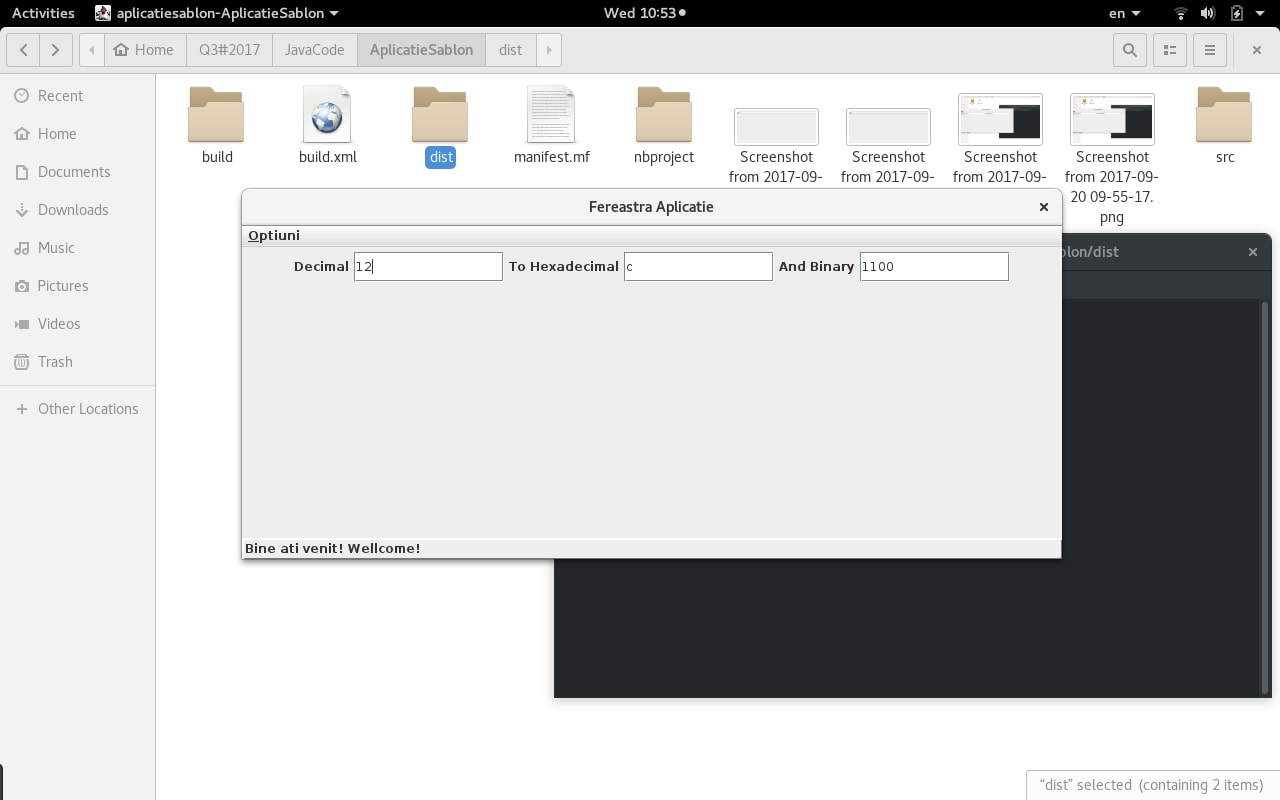 Activities aplicatiesablon-AplicatieSablon Wed 10:53 en
Home Q3#2017 JavaCode AplicatieSablon dist
Recent
Home
Documents
Downloads
Music
Pictures
Videos
Trash
Other Locations
build build.xml dist manifest.mf nbproject Screenshot Screenshot Screenshot Screenshot src
from 2017-09- from 2017-09- from 2017-09- from 2017-09-
20 09-55-17.
png
Fereastra Aplicatie
Optiuni
Decimal 12 To Hexadecimal c And Binary 1100
Bine ati venit! Wellcome!
blon/dist
"dist" selected (containing 2 items)